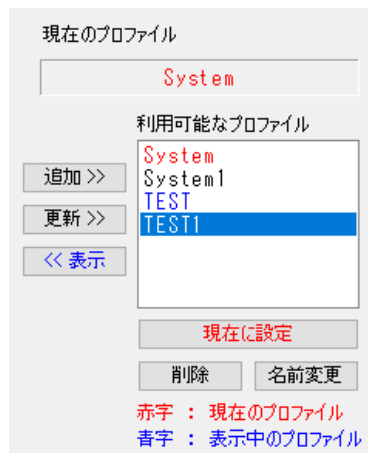 現在のプロファイル
System
利用可能なプロファイル
System
System1
TEST
TEST1
追加 >>
更新 >>
<< 表示
現在に設定
削除
名前変更
赤字 : 現在のプロファイル
青字 : 表示中のプロファイル